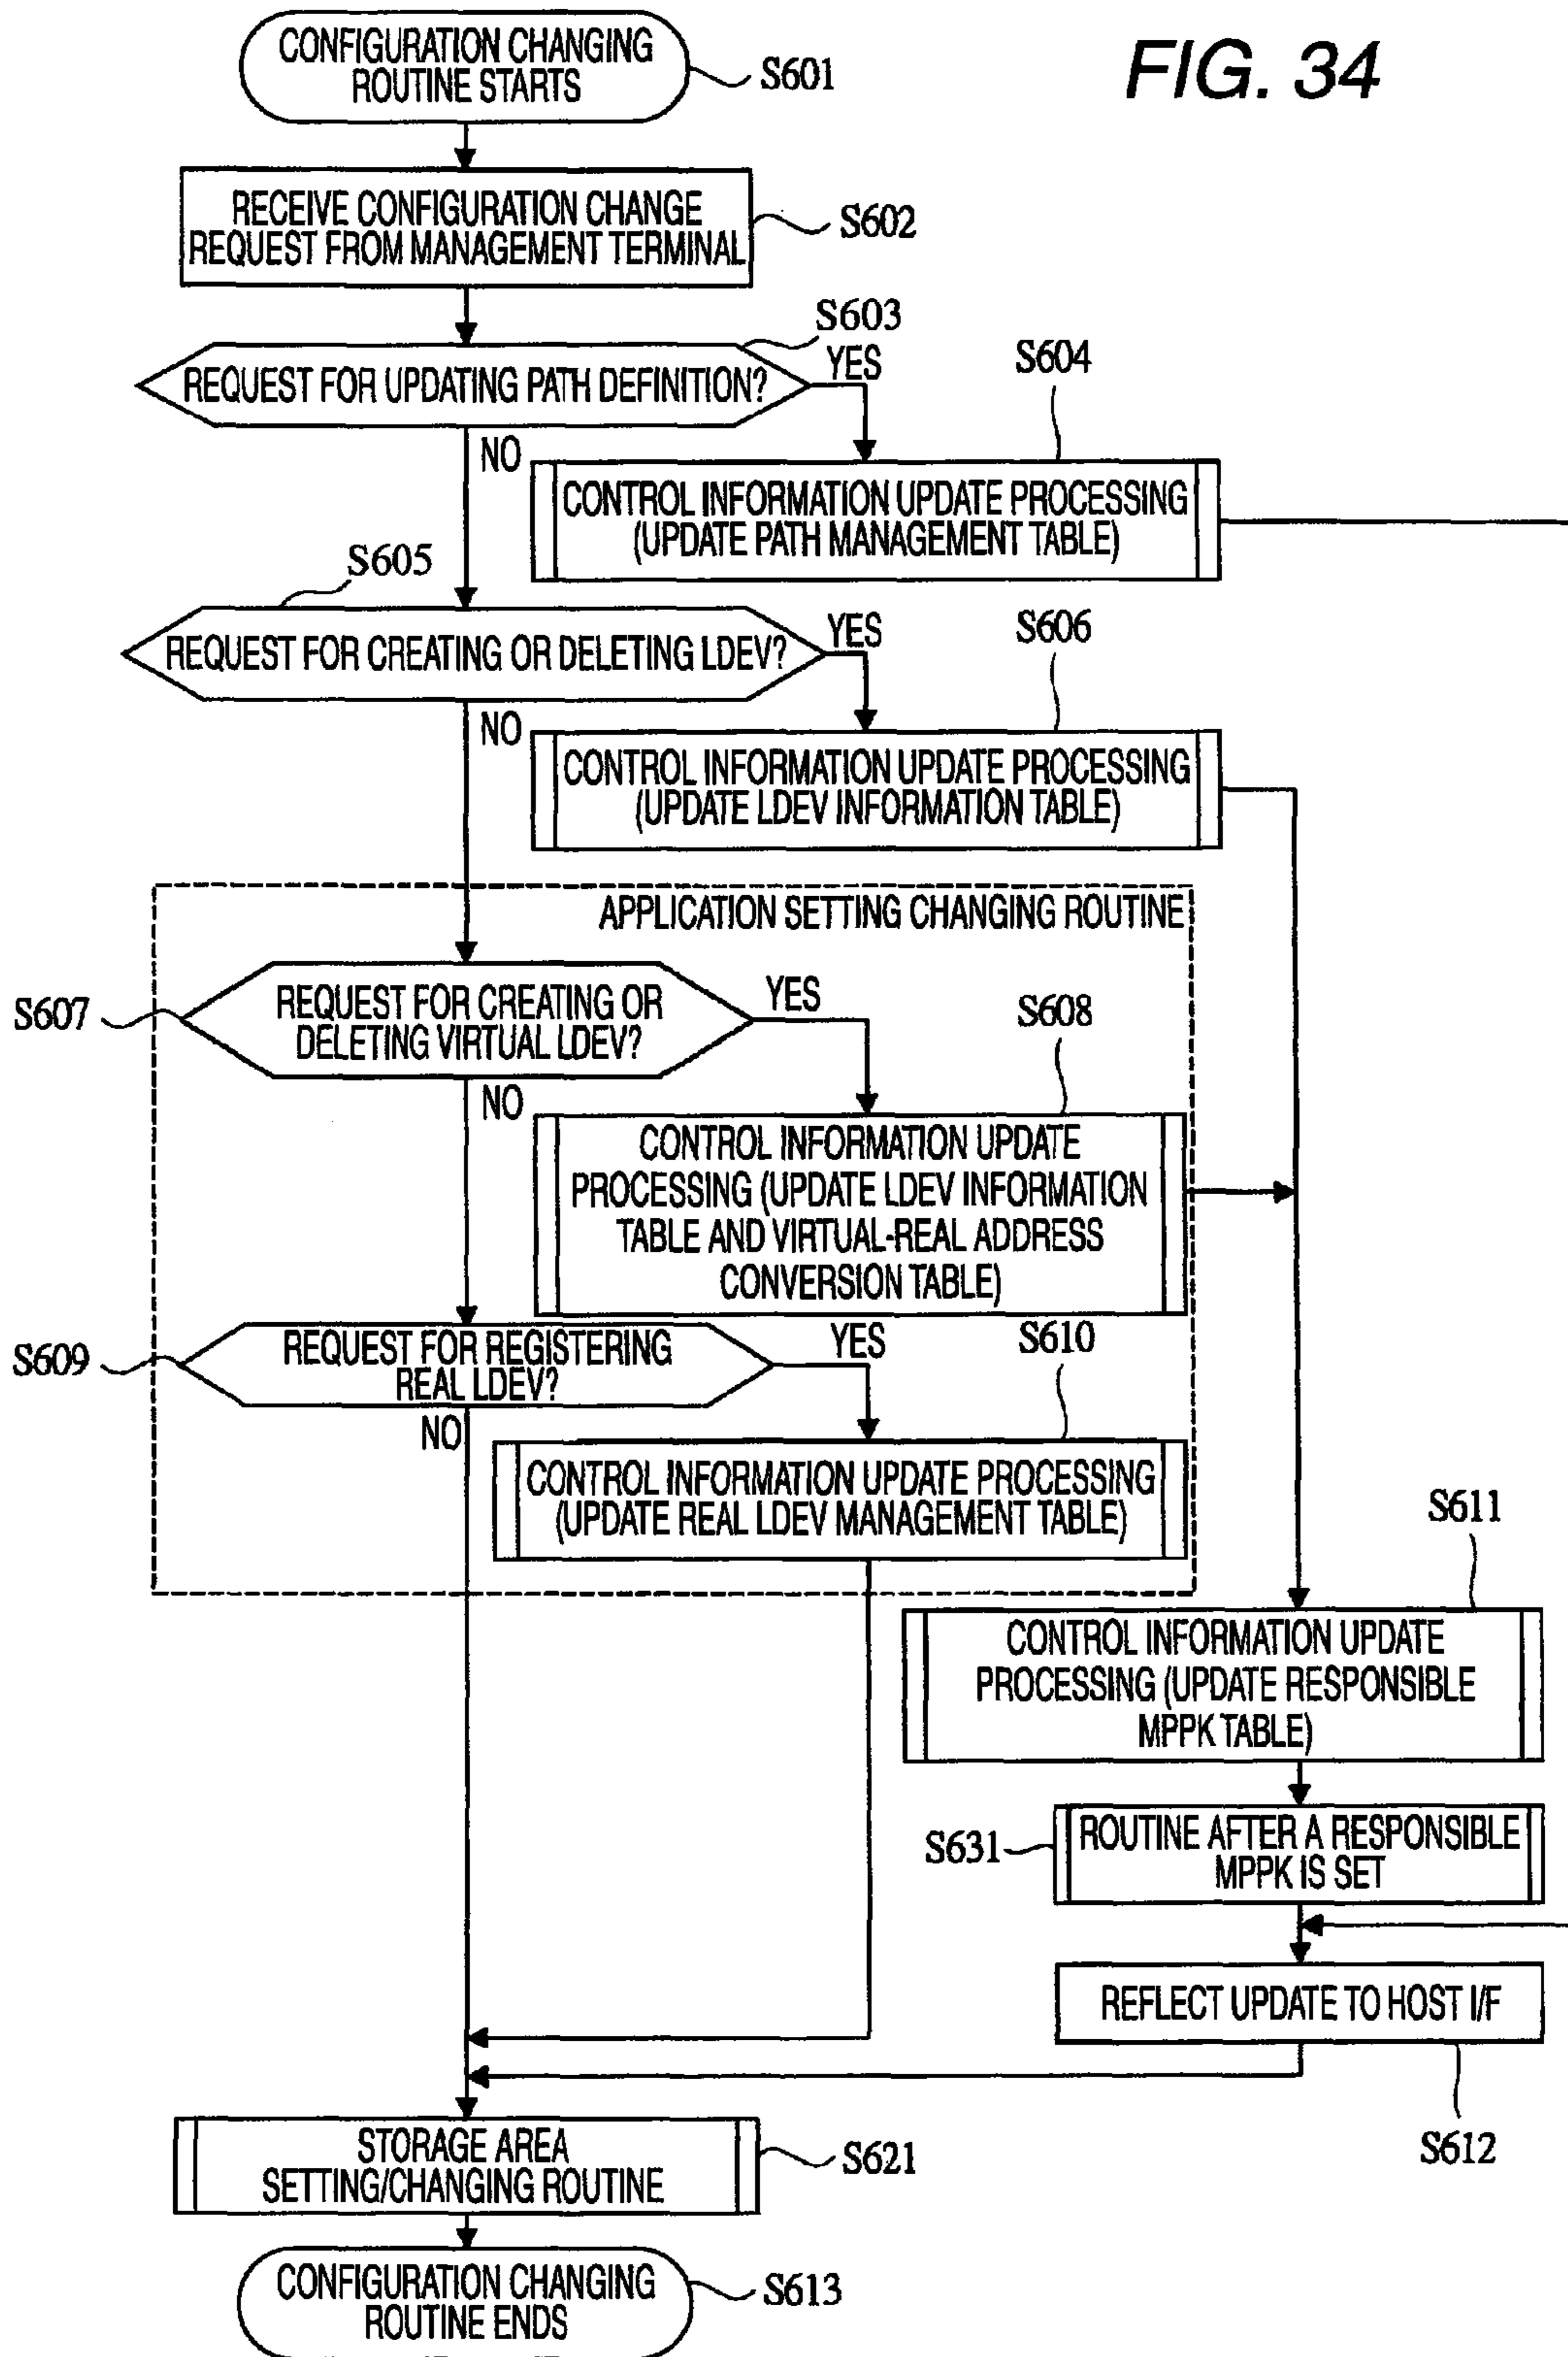 FIG. 34
CONFIGURATION CHANGING
ROUTINE STARTS
S601
RECEIVE CONFIGURATION CHANGE
REQUEST FROM MANAGEMENT TERMINAL
S602
S603
REQUEST FOR UPDATING PATH DEFINITION?
YES
NO
S604
CONTROL INFORMATION UPDATE PROCESSING
(UPDATE PATH MANAGEMENT TABLE)
S605
REQUEST FOR CREATING OR DELETING LDEV?
YES
NO
S606
CONTROL INFORMATION UPDATE PROCESSING
(UPDATE LDEV INFORMATION TABLE)
APPLICATION SETTING CHANGING ROUTINE
S607
REQUEST FOR CREATING OR
DELETING VIRTUAL LDEV?
YES
NO
S608
CONTROL INFORMATION UPDATE
PROCESSING (UPDATE LDEV INFORMATION
TABLE AND VIRTUAL-REAL ADDRESS
CONVERSION TABLE)
S609
REQUEST FOR REGISTERING
REAL LDEV?
YES
NO
S610
CONTROL INFORMATION UPDATE PROCESSING
(UPDATE REAL LDEV MANAGEMENT TABLE)
S611
CONTROL INFORMATION UPDATE
PROCESSING (UPDATE RESPONSIBLE
MPPK TABLE)
S631
ROUTINE AFTER A RESPONSIBLE
MPPK IS SET
REFLECT UPDATE TO HOST I/F
S612
STORAGE AREA
SETTING/CHANGING ROUTINE
S621
CONFIGURATION CHANGING
ROUTINE ENDS
S613